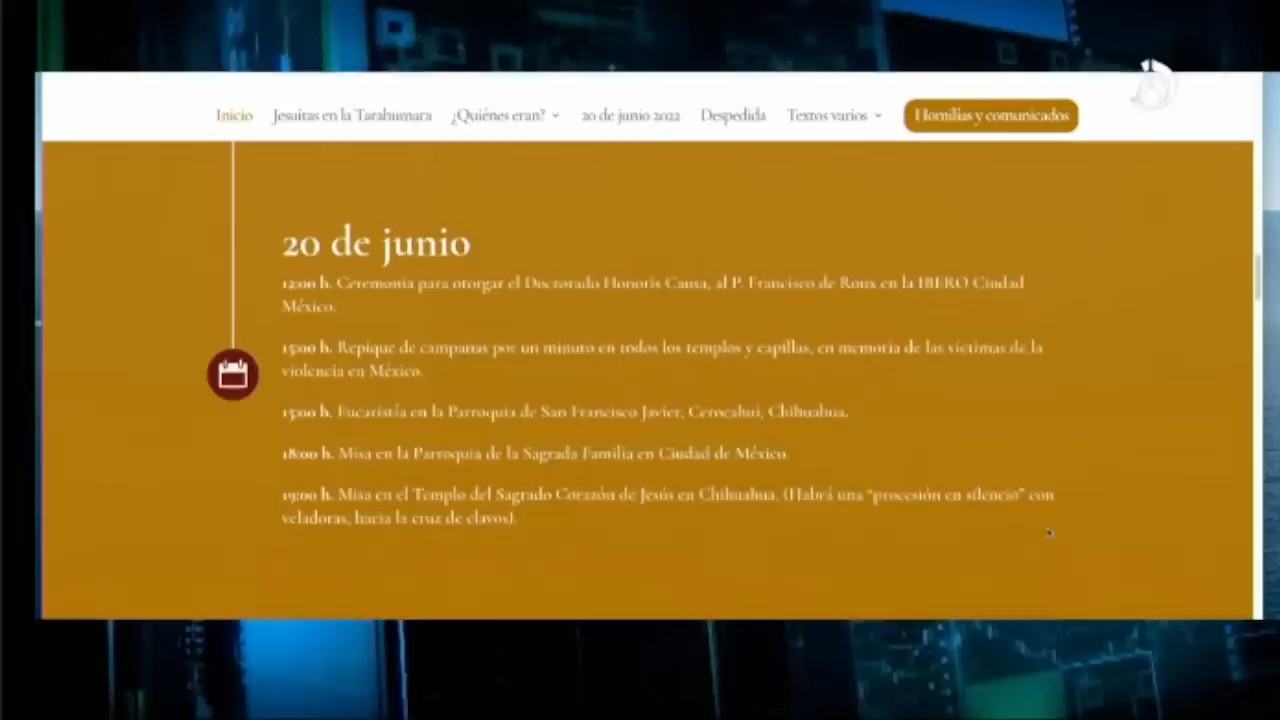 Inicio Jesuitas en la Tarahumara ¿Quiénes eran? 20 de junio 2022 Despedida Textos varios Homilías y comunicados
20 de junio
12:00 h. Ceremonia para otorgar el Doctorado Honoris Causa, al P. Francisco de Roux en la IBERO Ciudad
México.
15:00 h. Repique de campanas por un minuto en todos los templos y capillas, en memoria de las víctimas de la
violencia en México.
15:00 h. Eucaristía en la Parroquia de San Francisco Javier, Cerocahui, Chihuahua.
18:00 h. Misa en la Parroquia de la Sagrada Familia en Ciudad de México.
19:00 h. Misa en el Templo del Sagrado Corazón de Jesús en Chihuahua. (Habrá una "procesión en silencio" con
veladoras, hacia la cruz de clavos).